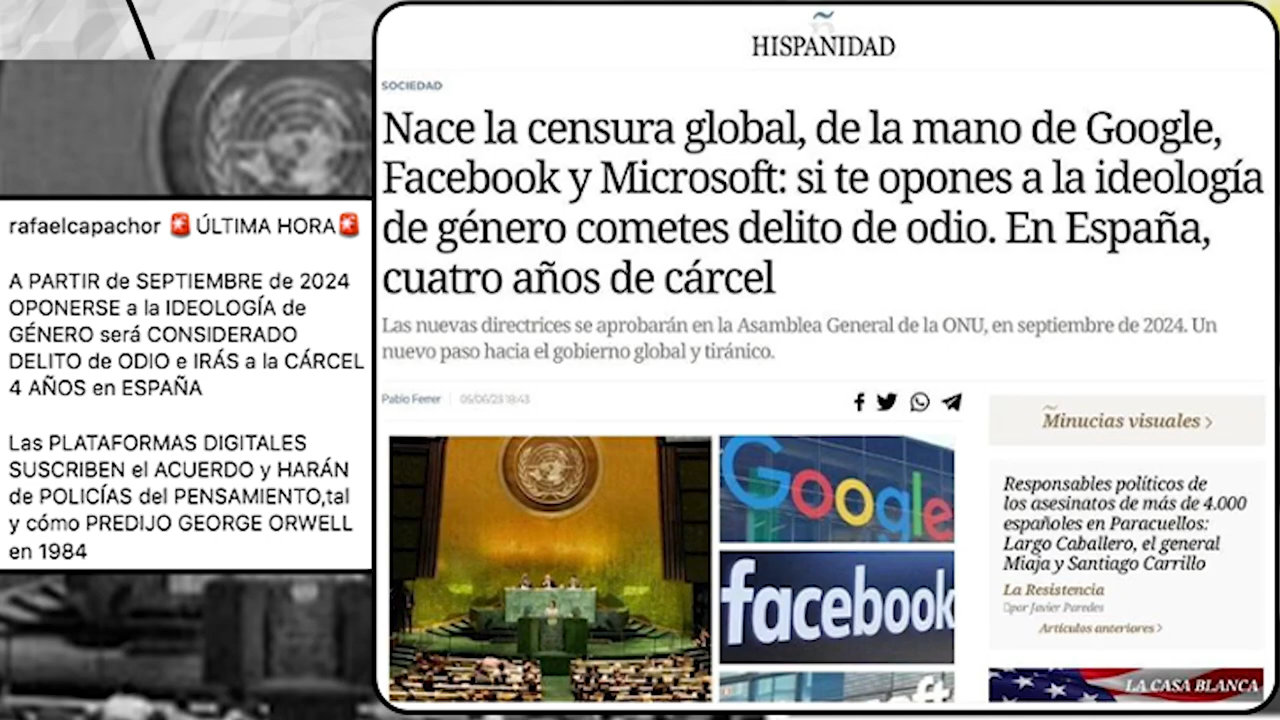 rafaelcapachor 🚨 ÚLTIMA HORA🚨
A PARTIR de SEPTIEMBRE de 2024
OPONERSE a la IDEOLOGÍA de
GÉNERO será CONSIDERADO
DELITO de ODIO e IRÁS a la CÁRCEL
4 AÑOS en ESPAÑA
Las PLATAFORMAS DIGITALES
SUSCRIBEN el ACUERDO y HARÁN
de POLICÍAS del PENSAMIENTO,tal
y cómo PREDIJO GEORGE ORWELL
en 1984
HISPANIDAD
SOCIEDAD
Nace la censura global, de la mano de Google,
Facebook y Microsoft: si te opones a la ideología
de género cometes delito de odio. En España,
cuatro años de cárcel
Las nuevas directrices se aprobarán en la Asamblea General de la ONU, en septiembre de 2024. Un
nuevo paso hacia el gobierno global y tiránico.
Pablo Ferrer
05/06/23 18:43
Google
facebook
Minucias visuales >
Responsables políticos de
los asesinatos de más de 4.000
españoles en Paracuellos:
Largo Caballero, el general
Miaja y Santiago Carrillo
La Resistencia
por Javier Paredes
Artículos anteriores >
LA CASA BLANCA